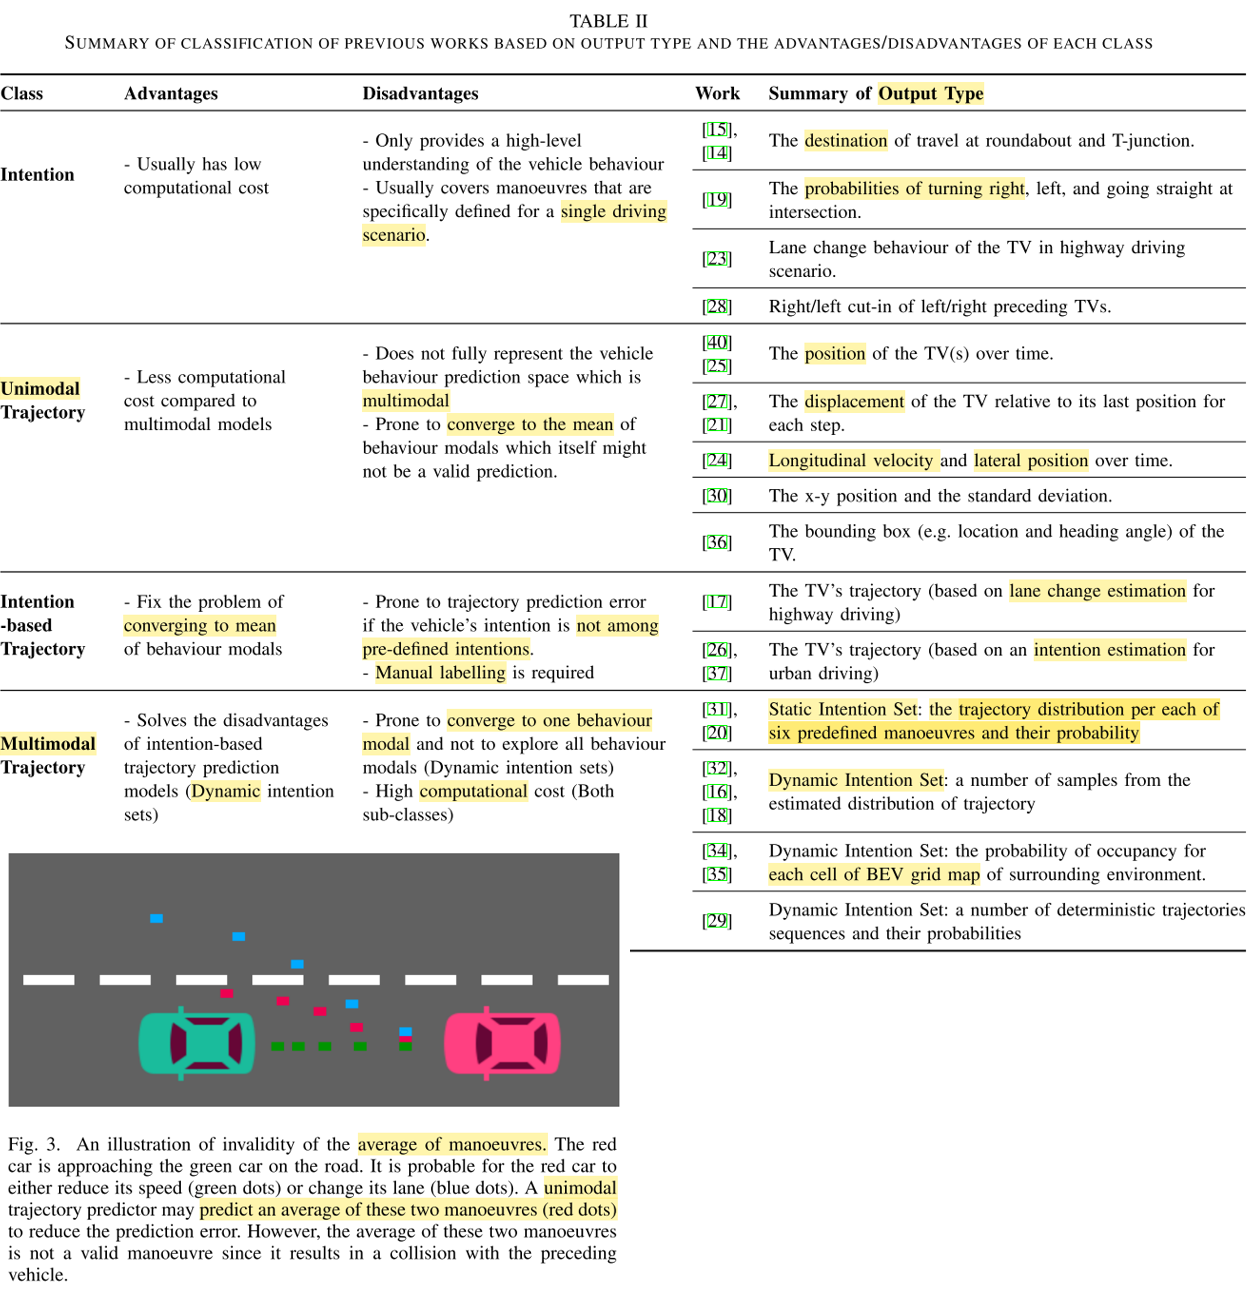 TABLE II
SUMMARY OF CLASSIFICATION OF PREVIOUS WORKS BASED ON OUTPUT TYPE AND THE ADVANTAGES/DISADVANTAGES OF EACH CLASS
Class Advantages Disadvantages Work Summary of Output Type
Intention
- Usually has low
computational cost
- Only provides a high-level
understanding of the vehicle behaviour
- Usually covers manoeuvres that are
specifically defined for a single driving
scenario.
[15],
[14]
The destination of travel at roundabout and T-junction.
[19]
The probabilities of turning right, left, and going straight at
intersection.
[23]
Lane change behaviour of the TV in highway driving
scenario.
[28]
Right/left cut-in of left/right preceding TVs.
Unimodal
Trajectory
- Less computational
cost compared to
multimodal models
- Does not fully represent the vehicle
behaviour prediction space which is
multimodal
- Prone to converge to the mean of
behaviour modals which itself might
not be a valid prediction.
[40]
[25]
The position of the TV(s) over time.
[27],
[21]
The displacement of the TV relative to its last position for
each step.
[24]
Longitudinal velocity and lateral position over time.
[30]
The x-y position and the standard deviation.
[36]
The bounding box (e.g. location and heading angle) of the
TV.
Intention
-based
Trajectory
- Fix the problem of
converging to mean
of behaviour modals
- Prone to trajectory prediction error
if the vehicle's intention is not among
pre-defined intentions.
- Manual labelling is required
[17]
The TV's trajectory (based on lane change estimation for
highway driving)
[26],
[37]
The TV's trajectory (based on an intention estimation for
urban driving)
Multimodal
Trajectory
- Solves the disadvantages
of intention-based
trajectory prediction
models (Dynamic intention
sets)
- Prone to converge to one behaviour
modal and not to explore all behaviour
modals (Dynamic intention sets)
- High computational cost (Both
sub-classes)
[31],
[20]
Static Intention Set: the trajectory distribution per each of
six predefined manoeuvres and their probability
[32],
[16],
[18]
Dynamic Intention Set: a number of samples from the
estimated distribution of trajectory
[34],
[35]
Dynamic Intention Set: the probability of occupancy for
each cell of BEV grid map of surrounding environment.
[29]
Dynamic Intention Set: a number of deterministic trajectories
sequences and their probabilities
Fig. 3. An illustration of invalidity of the average of manoeuvres. The red
car is approaching the green car on the road. It is probable for the red car to
either reduce its speed (green dots) or change its lane (blue dots). A unimodal
trajectory predictor may predict an average of these two manoeuvres (red dots)
to reduce the prediction error. However, the average of these two manoeuvres
is not a valid manoeuvre since it results in a collision with the preceding
vehicle.